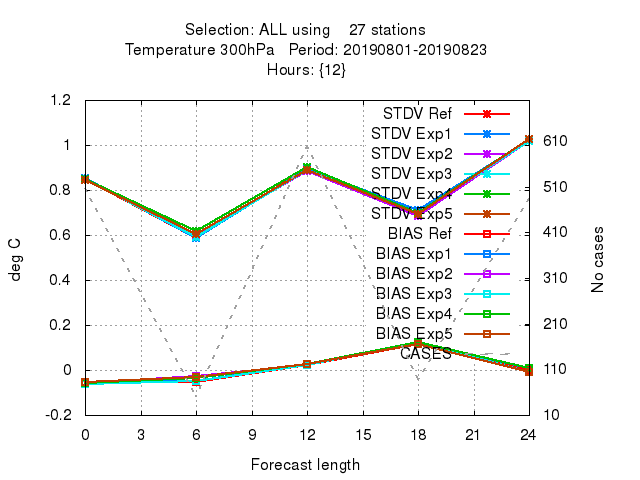 Selection: ALL using 27 stations
Temperature 300hPa Period: 20190801-20190823
Hours: {12}
1.2
1
0.8
0.6
0.4
0.2
0
-0.2
deg C
STDV Ref
STDV Exp1
STDV Exp2
STDV Exp3
STDV Exp4
STDV Exp5
BIAS Ref
BIAS Exp1
BIAS Exp2
BIAS Exp3
BIAS Exp4
BIAS Exp5
CASES
610
510
410
310
210
110
10
No cases
0 3 6 9 12 15 18 21 24
Forecast length